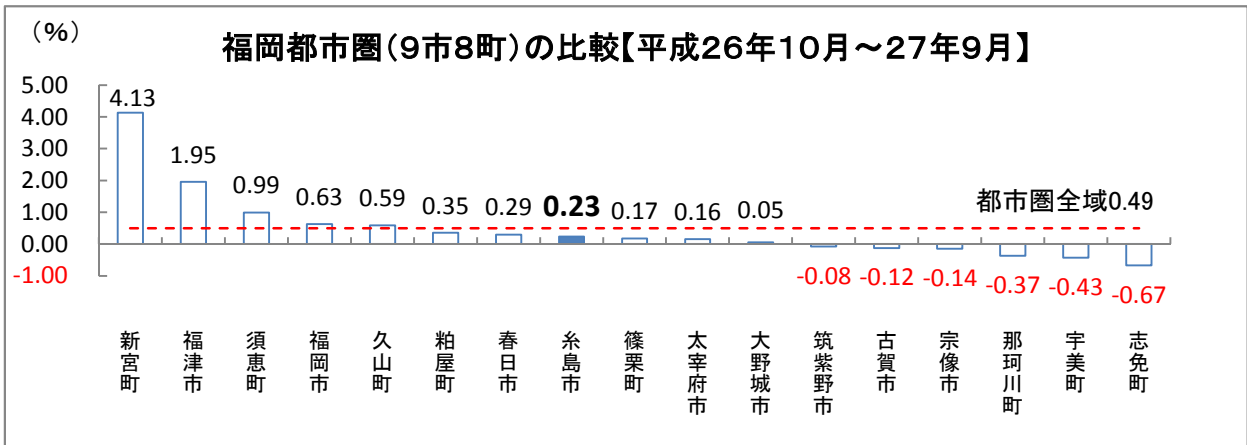 (%)
福岡都市圏(9市8町)の比較【平成26年10月～27年9月】
5.00
4.00
3.00
2.00
1.00
0.00
-1.00
4.13
1.95
0.99
0.63
0.59
0.35
0.29
0.23
0.17
0.16
0.05
-0.08
-0.12
-0.14
-0.37
-0.43
-0.67
都市圏全域0.49
新宮町
福津市
須恵町
福岡市
久山町
粕屋町
春日市
糸島市
篠栗町
太宰府市
大野城市
筑紫野市
古賀市
宗像市
那珂川町
宇美町
志免町